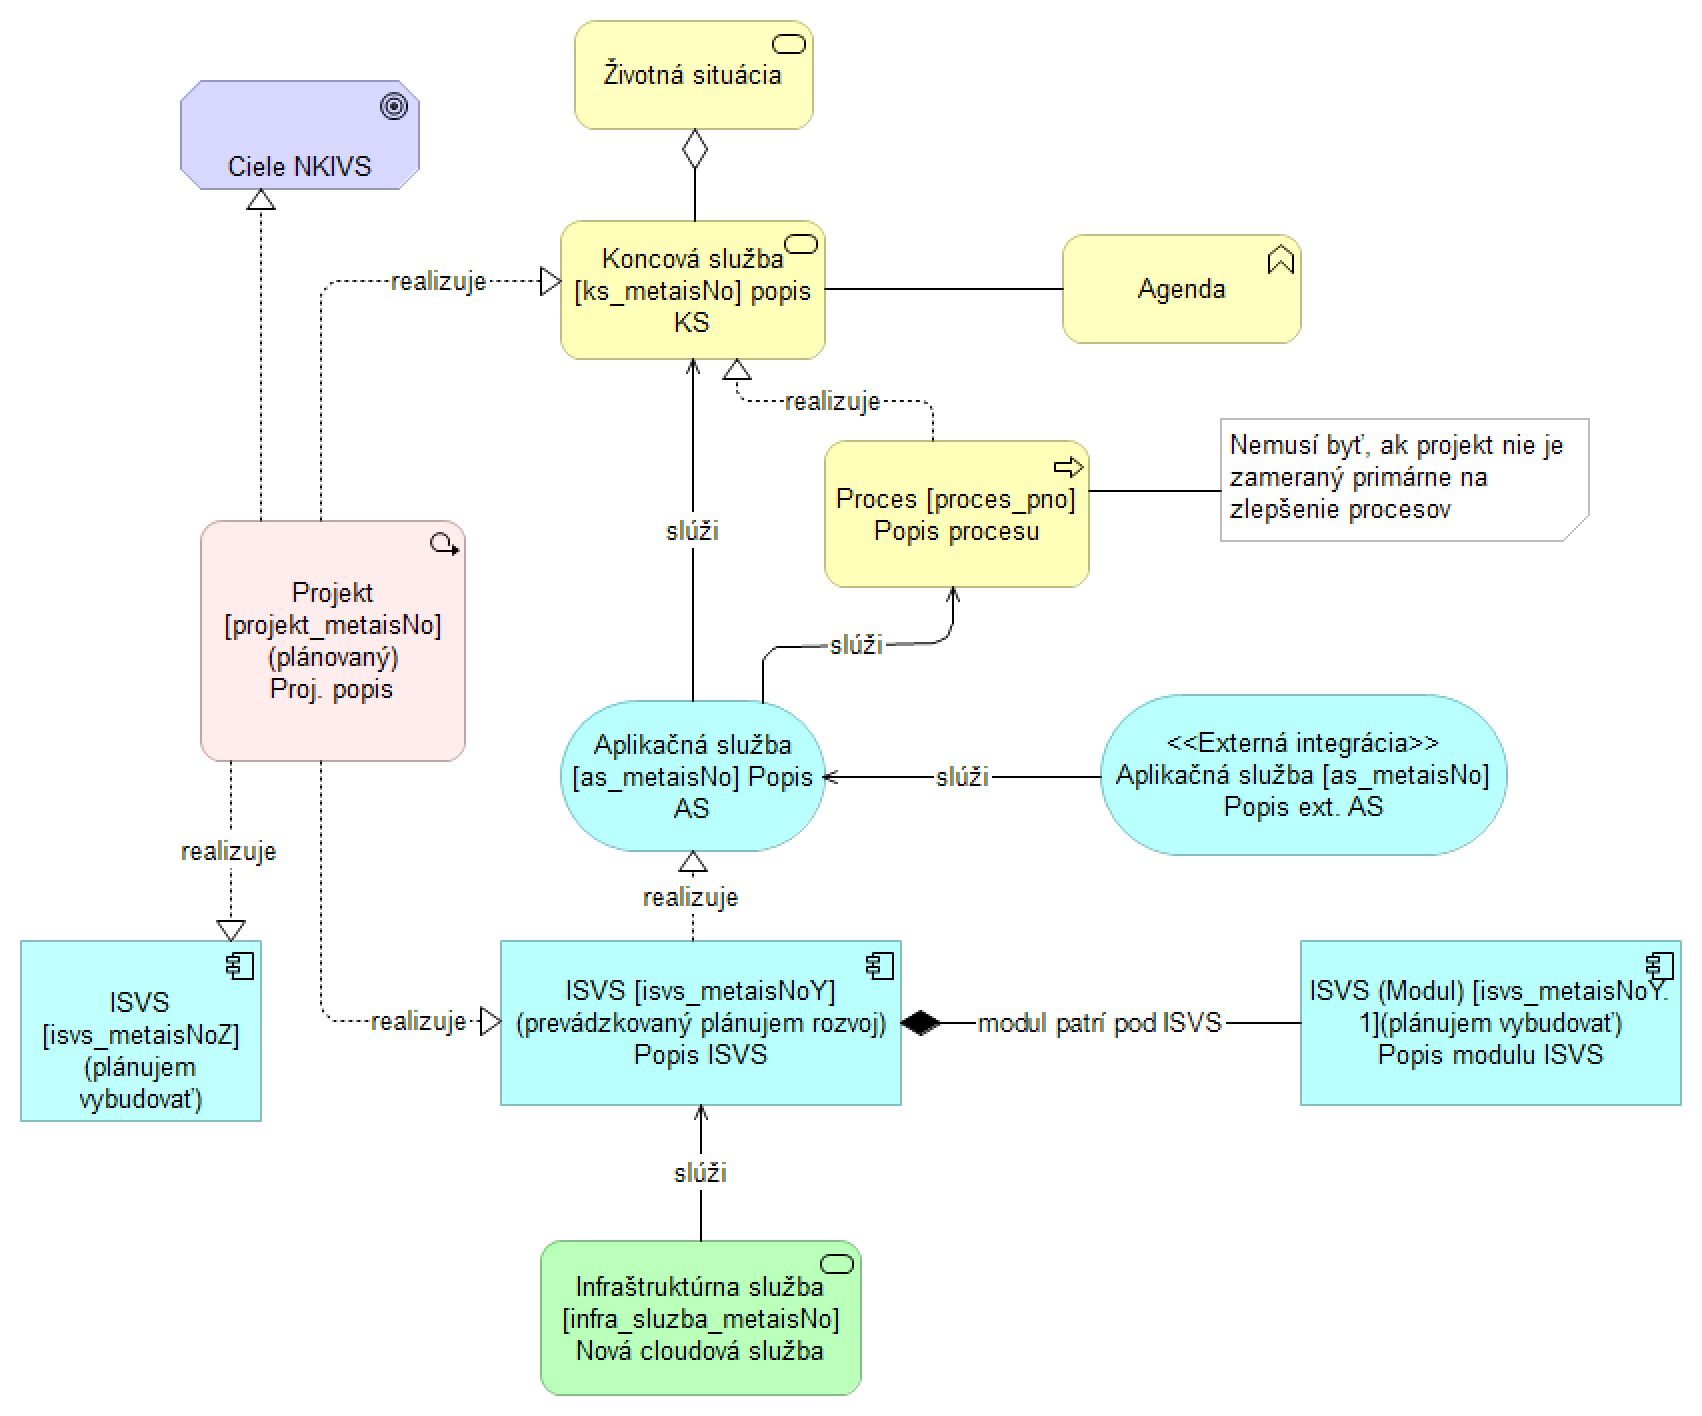 Životná situácia
Ciele NKIVS
Koncová služba
[ks_metaisNo] popis
KS
realizuje
Agenda
realizuje
Nemusí byť, ak projekt nie je
zameraný primárne na
zlepšenie procesov
Proces [proces_pno]
Popis procesu
slúži
Projekt
[projekt_metaisNo]
(plánovaný)
Proj. popis
slúži
Aplikačná služba
[as_metaisNo] Popis
AS
slúži
<<Externá integrácia>>
Aplikačná služba [as_metaisNo]
Popis ext. AS
realizuje
realizuje
ISVS
[isvs_metaisNoZ]
(plánujem
vybudovať)
realizuje
ISVS [isvs_metaisNoY]
(prevádzkovaný plánujem rozvoj)
Popis ISVS
modul patrí pod ISVS
ISVS (Modul) [isvs_metaisNoY.
1](plánujem vybudovať)
Popis modulu ISVS
slúži
Infraštruktúrna služba
[infra_sluzba_metaisNo]
Nová cloudová služba